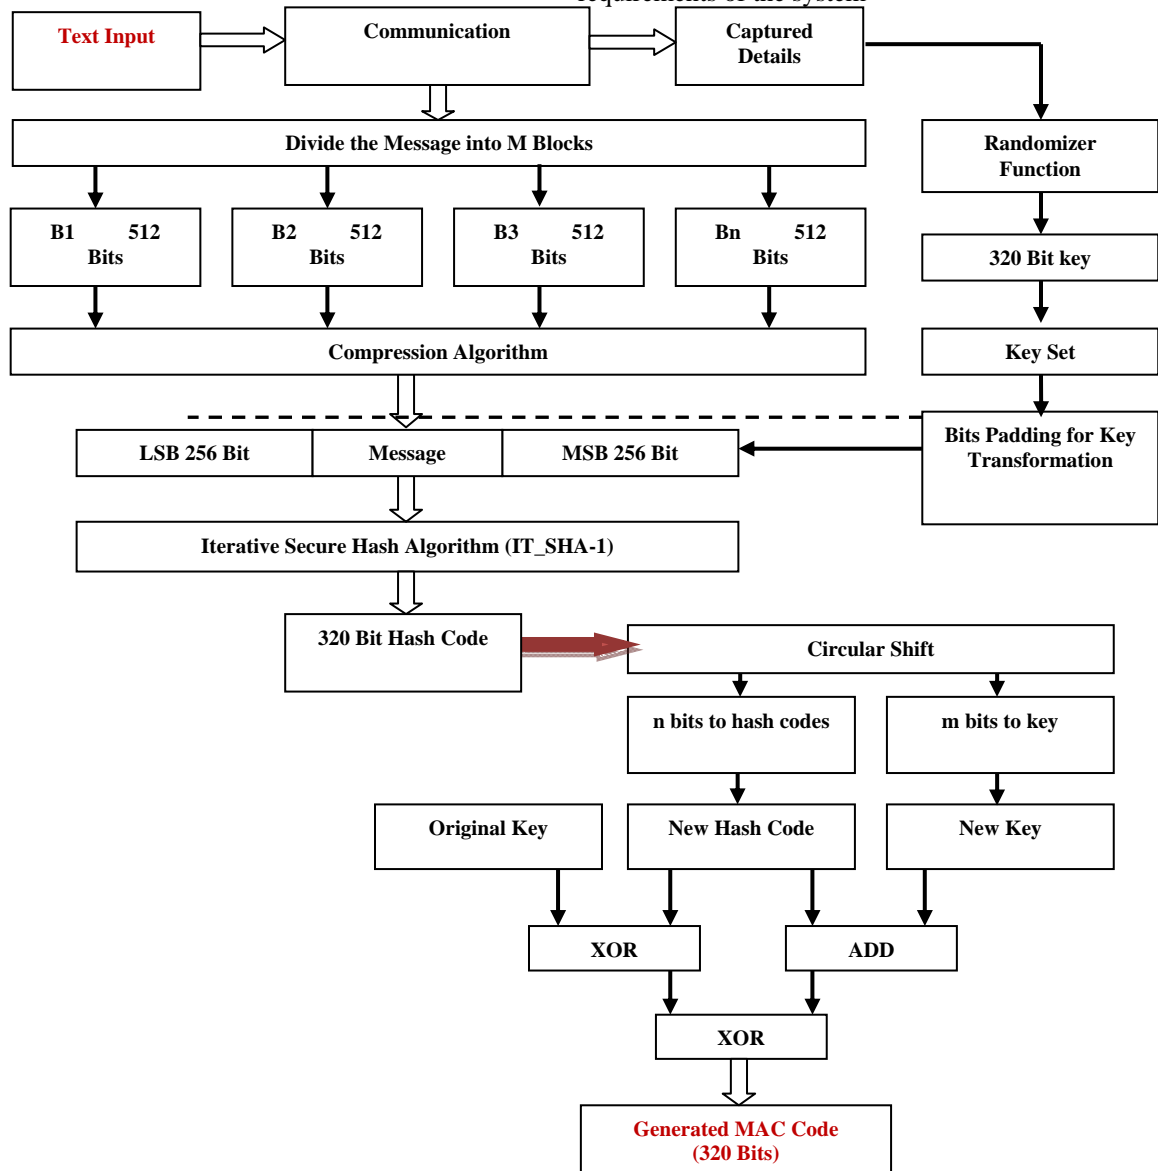 requirements of the system
Text Input
Communication
Captured
Details
Divide the Message into M Blocks
Randomizer
Function
B1 512
Bits
B2 512
Bits
B3 512
Bits
Bn 512
Bits
320 Bit key
Compression Algorithm
Key Set
LSB 256 Bit
Message
MSB 256 Bit
Bits Padding for Key
Transformation
Iterative Secure Hash Algorithm (IT_SHA-1)
320 Bit Hash Code
Circular Shift
n bits to hash codes
m bits to key
Original Key
New Hash Code
New Key
XOR
ADD
XOR
Generated MAC Code
(320 Bits)